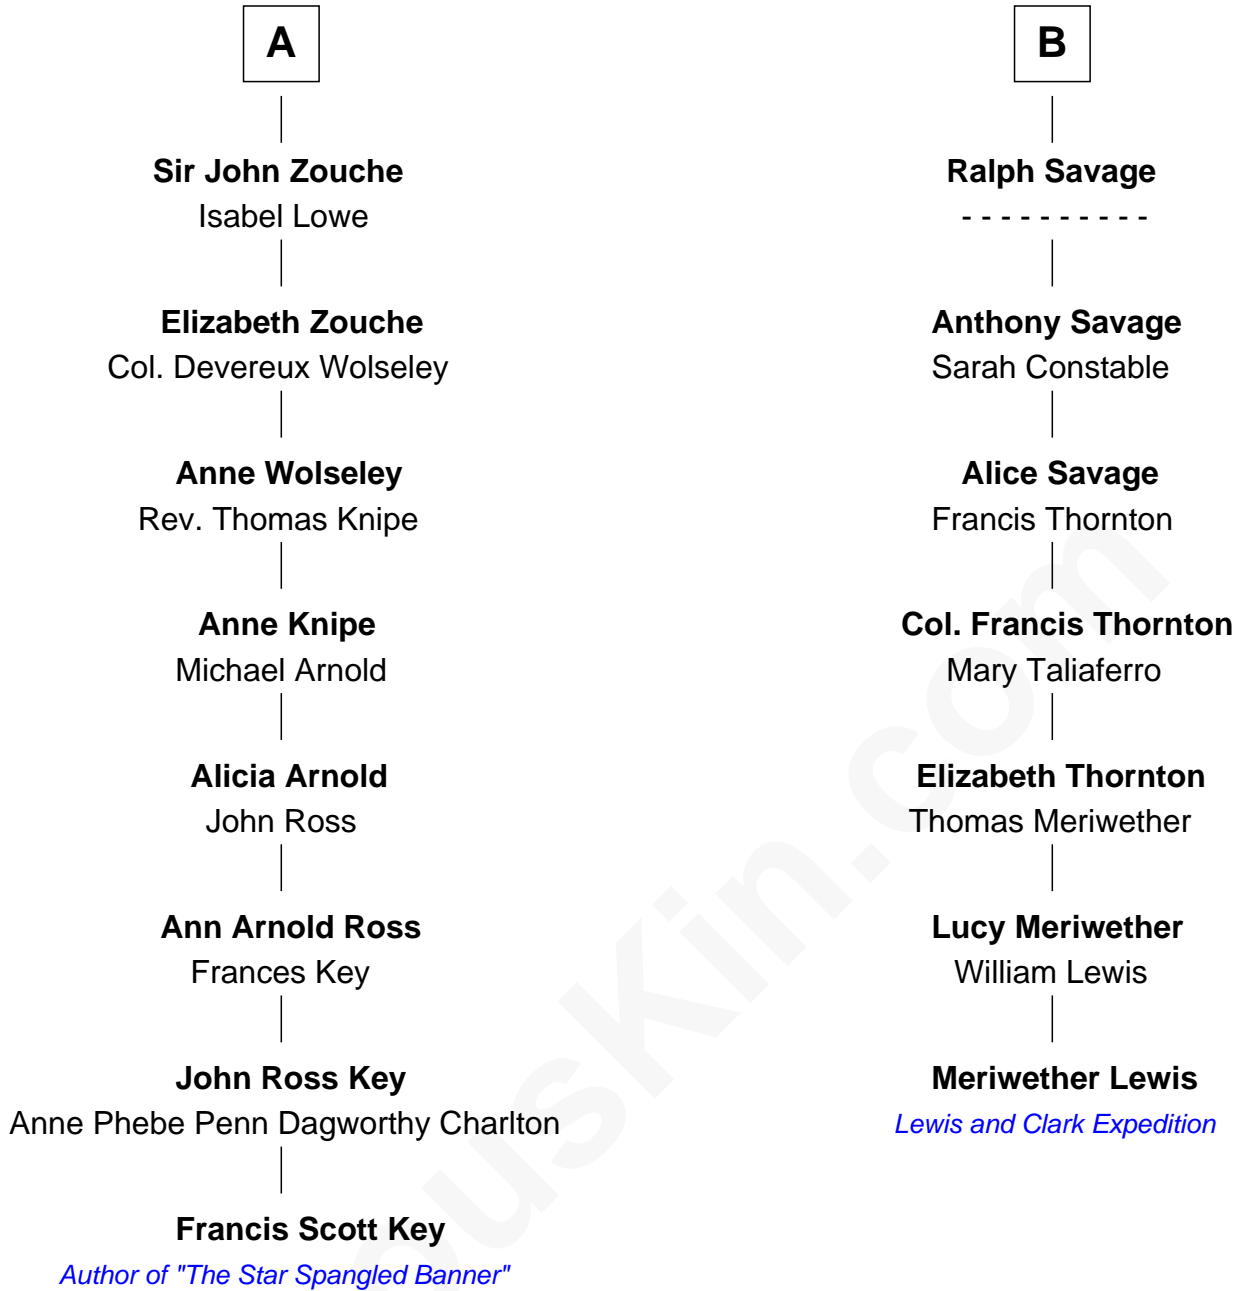 A
Sir John Zouche
Isabel Lowe
Elizabeth Zouche
Col. Devereux Wolseley
Anne Wolseley
Rev. Thomas Knipe
Anne Knipe
Michael Arnold
Alicia Arnold
John Ross
Ann Arnold Ross
Frances Key
John Ross Key
Anne Phebe Penn Dagworthy Charlton
Francis Scott Key
Author of "The Star Spangled Banner"
B
Ralph Savage
- - - - - - - - - -
Anthony Savage
Sarah Constable
Alice Savage
Francis Thornton
Col. Francis Thornton
Mary Taliaferro
Elizabeth Thornton
Thomas Meriwether
Lucy Meriwether
William Lewis
Meriwether Lewis
Lewis and Clark Expedition